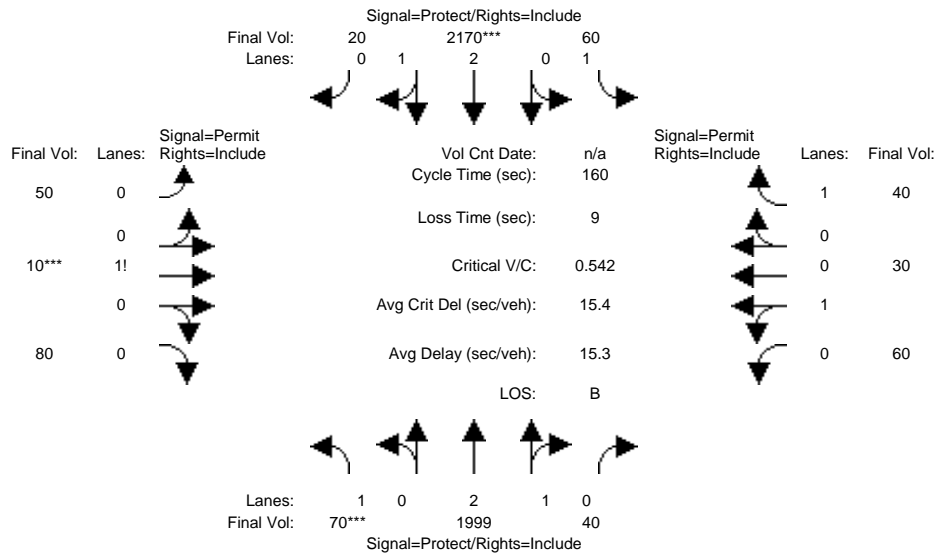 Signal=Protect/Rights=Include
Final Vol: 20 2170*** 60
Lanes: 0 1 2 0 1
Signal=Permit
Final Vol: Lanes: Rights=Include
Vol Cnt Date: n/a
Signal=Permit
Rights=Include Lanes: Final Vol:
Cycle Time (sec): 160
50 0
1 40
Loss Time (sec): 9
0
0
10*** 1!
Critical V/C: 0.542
0 30
0
Avg Crit Del (sec/veh): 15.4
1
80 0
Avg Delay (sec/veh): 15.3
0 60
LOS: B
Lanes: 1 0 2 1 0
Final Vol: 70*** 1999 40
Signal=Protect/Rights=Include